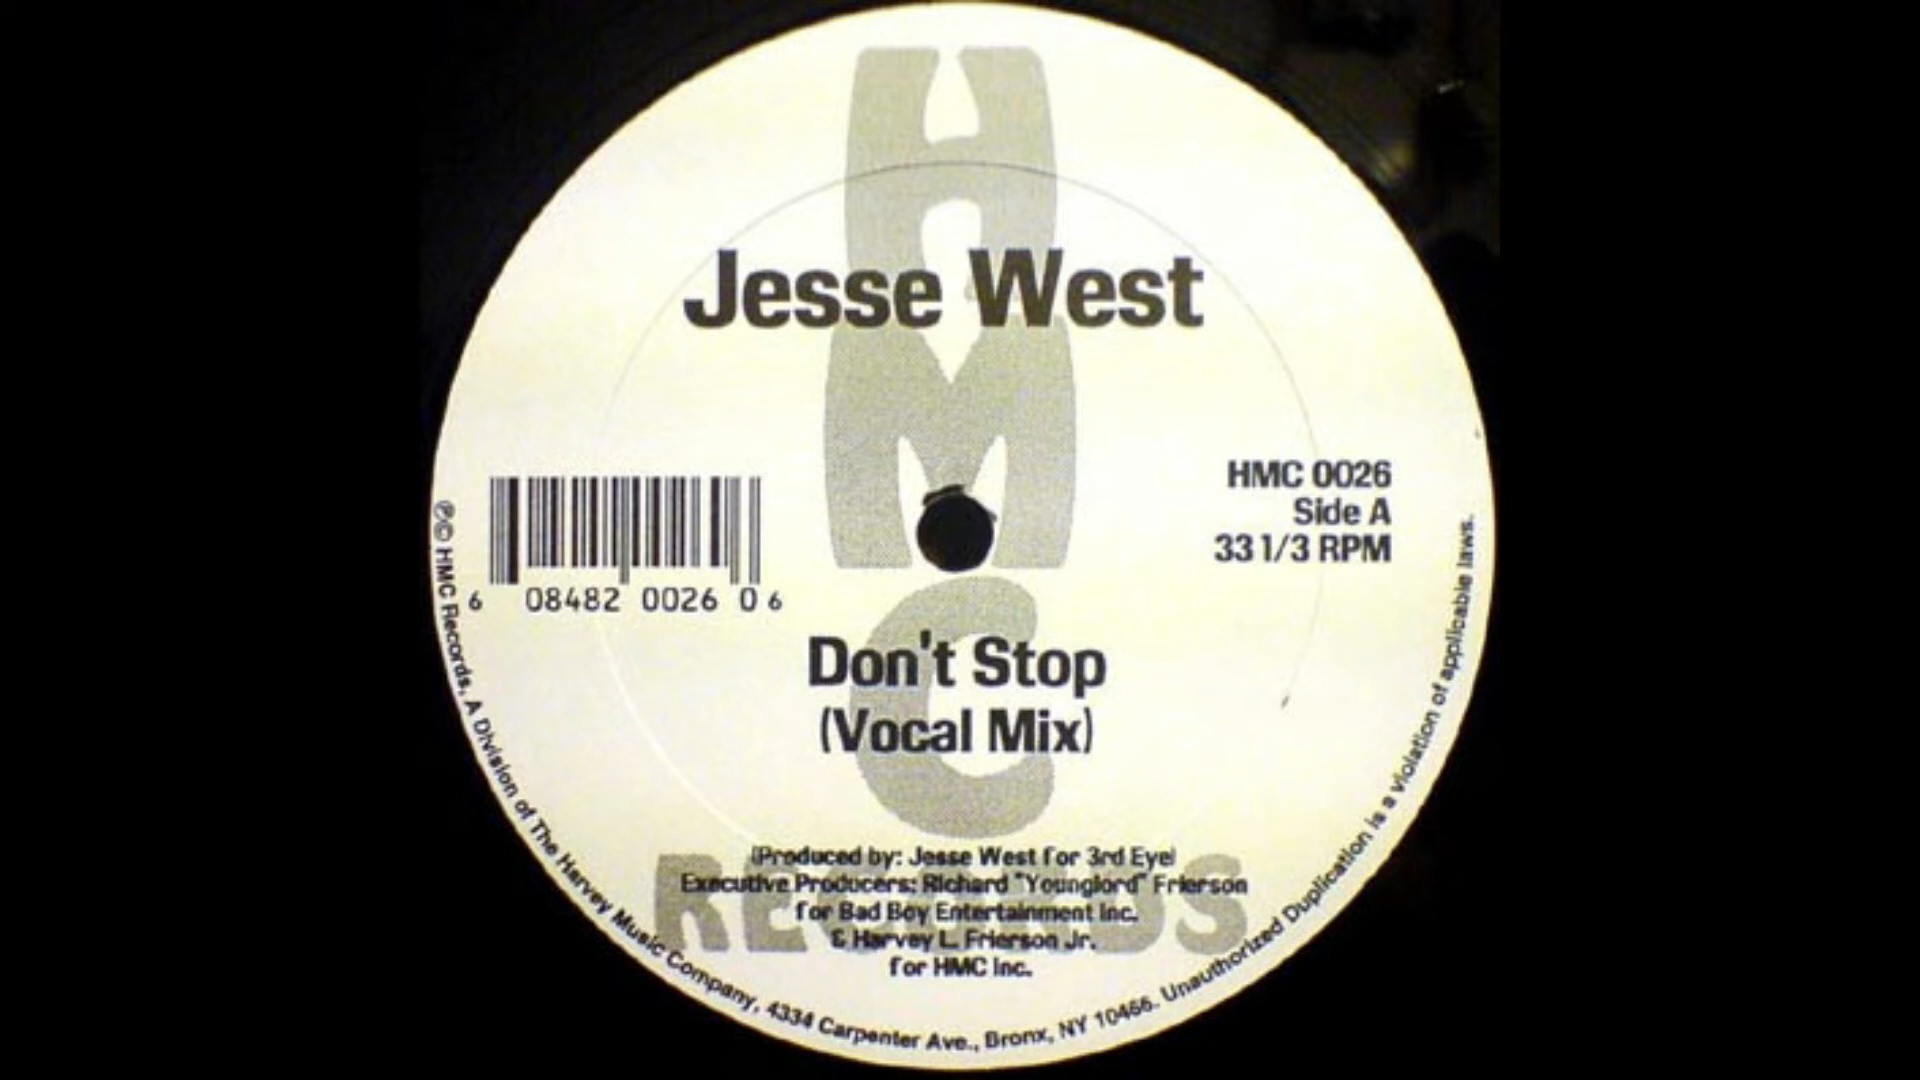 H
M
C
RECORDS
Jesse West
HMC 0026
Side A
33 1/3 RPM
6 08482 0026 0 6
Don't Stop
(Vocal Mix)
(Produced by: Jesse West for 3rd Eye)
Executive Producers: Richard "Younglord" Frierson
for Bad Boy Entertainment Inc.
& Harvey L. Frierson Jr.
for HMC Inc.
℗© HMC Records, A Division of The Harvey Music Company, 4334 Carpenter Ave., Bronx, NY 10466. Unauthorized Duplication is a violation of applicable laws.